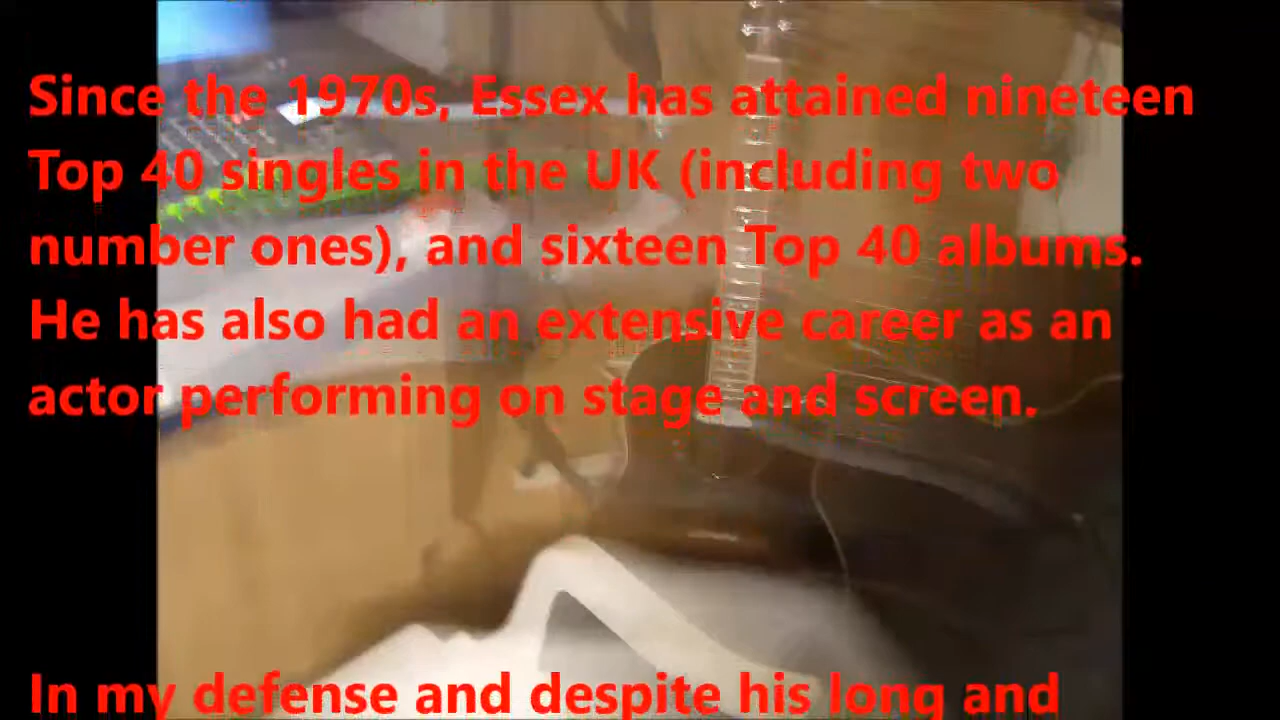 Since the 1970s, Essex has attained nineteen
Top 40 singles in the UK (including two
number ones), and sixteen Top 40 albums.
He has also had an extensive career as an
actor performing on stage and screen.
In my defense and despite his long and